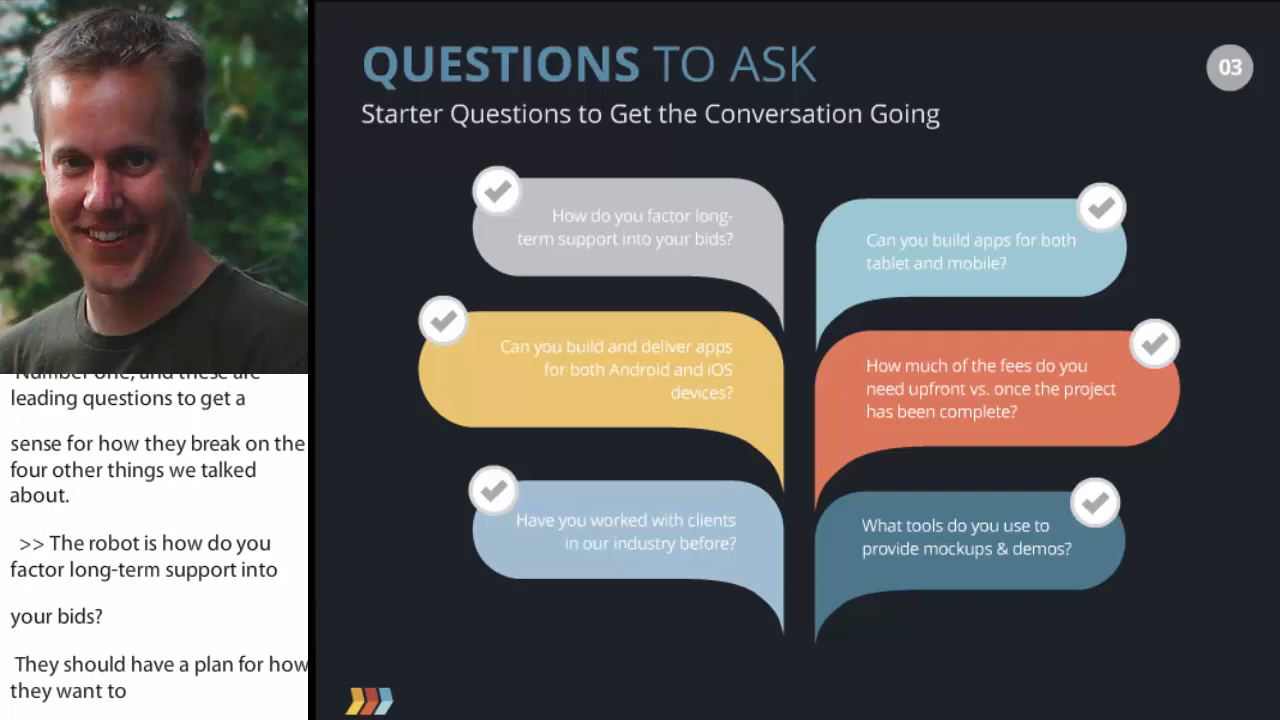 QUESTIONS TO ASK
03
Starter Questions to Get the Conversation Going
How do you factor long-
term support into your bids?
Can you build apps for both
tablet and mobile?
Can you build and deliver apps
for both Android and iOS
devices?
How much of the fees do you
need upfront vs. once the project
has been complete?
Have you worked with clients
in our industry before?
What tools do you use to
provide mockups & demos?
Number one, and these are
leading questions to get a
sense for how they break on the
four other things we talked
about.
>> The robot is how do you
factor long-term support into
your bids?
They should have a plan for how
they want to